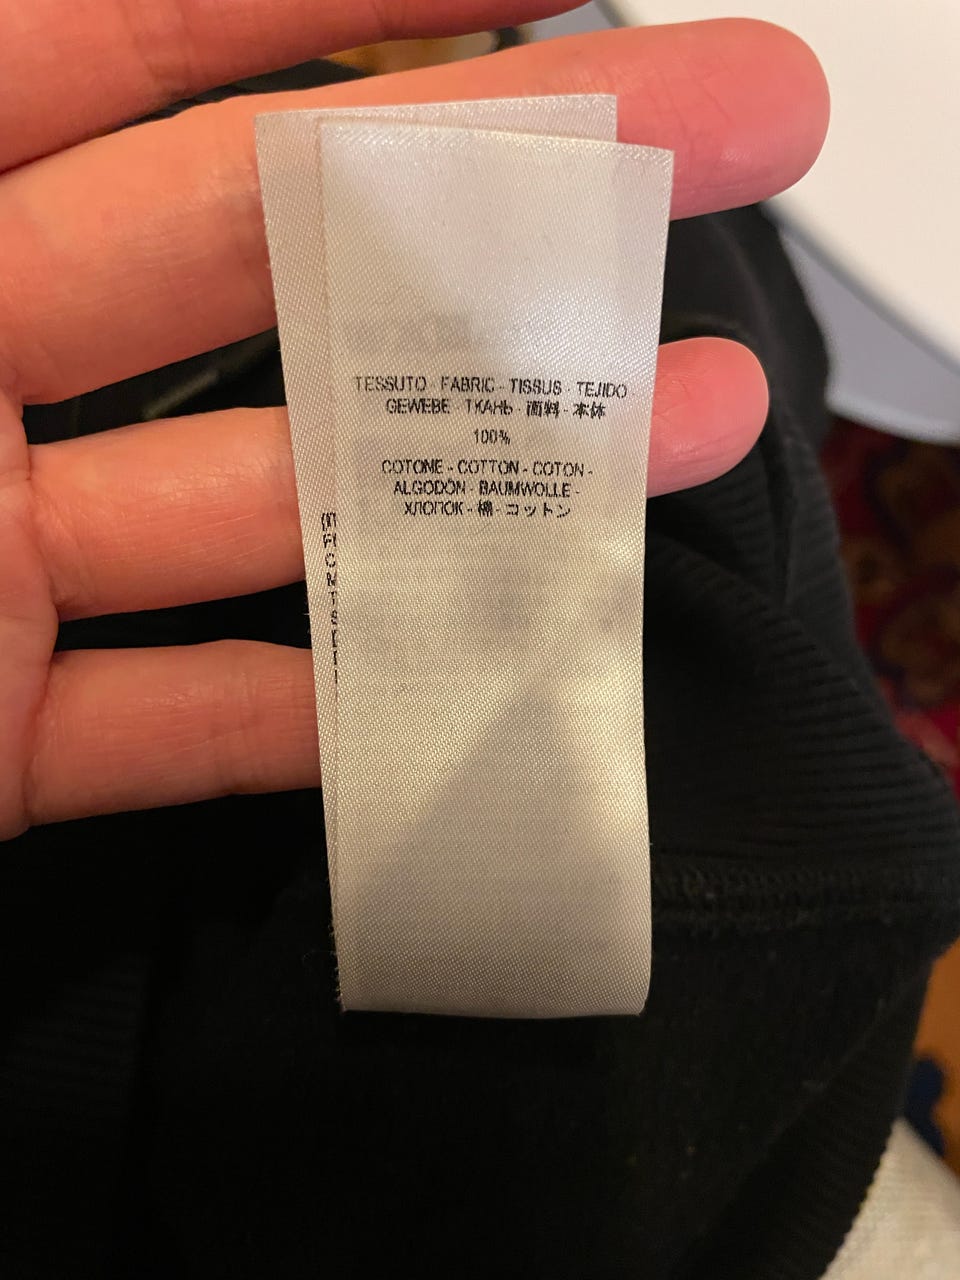 TESSUTO - FABRIC - TISSUS - TEJIDO
GEWEBE - ТКАНЬ - 面料 - 本体
100%
COTONE - COTTON - COTON -
ALGODÓN - BAUMWOLLE -
ХЛОПОК - 棉 - コットン